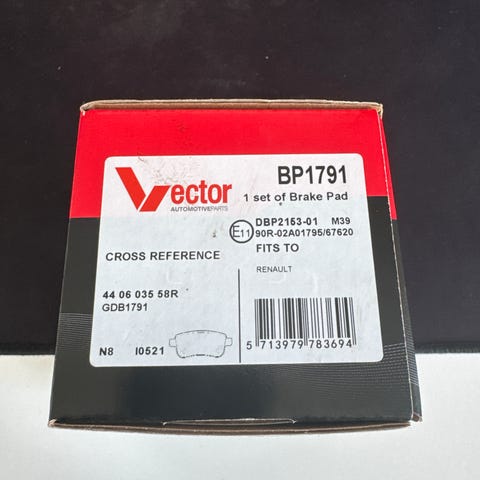 Vector
AUTOMOTIVEPARTS
BP1791
1 set of Brake Pad
E11
DBP2153-01 M39
90R-02A01795/67620
FITS TO
RENAULT
CROSS REFERENCE
44 06 035 58R
GDB1791
N8 I0521
5 713979 783694